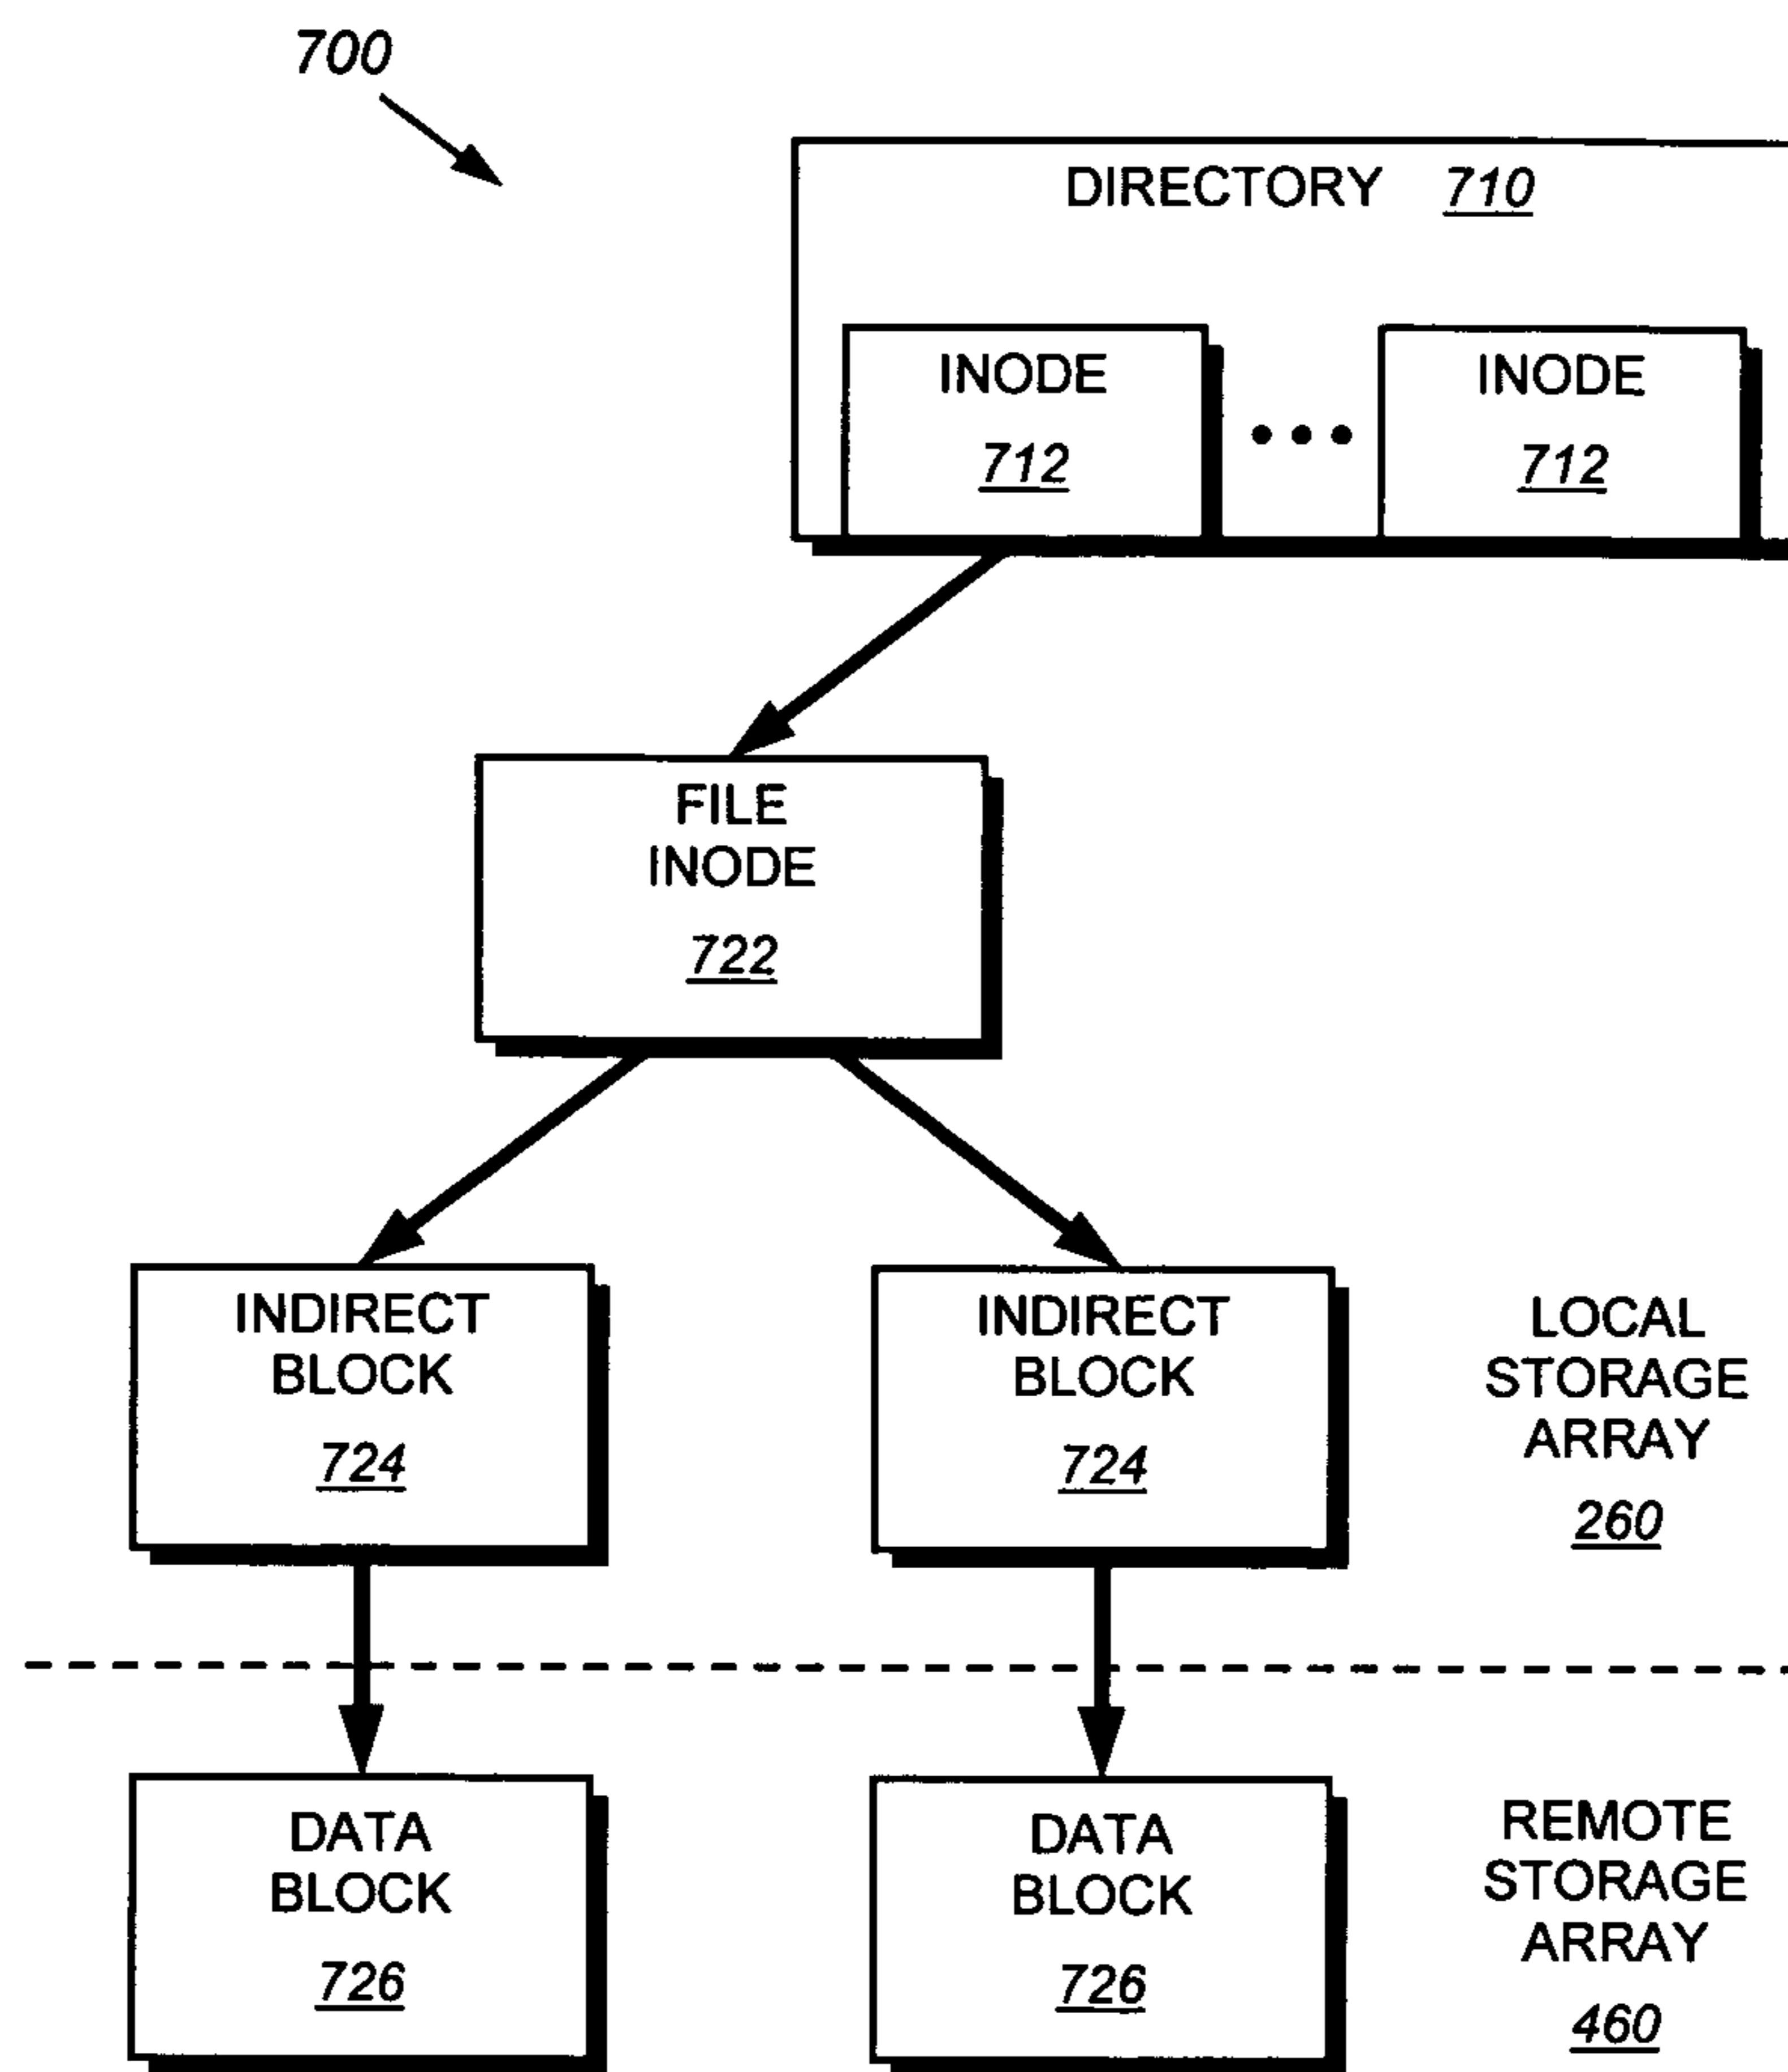 700
DIRECTORY 710
INODE
712
INODE
712
FILE
INODE
722
INDIRECT
BLOCK
724
INDIRECT
BLOCK
724
LOCAL
STORAGE
ARRAY
260
DATA
BLOCK
726
DATA
BLOCK
726
REMOTE
STORAGE
ARRAY
460